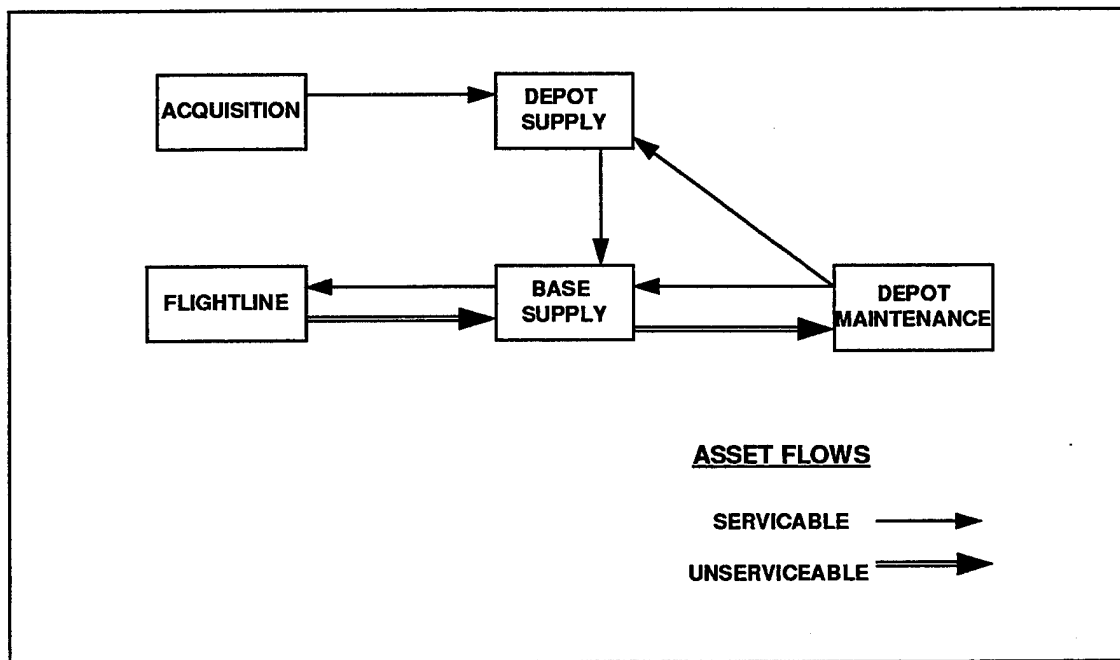 ACQUISITION
DEPOT
SUPPLY
FLIGHTLINE
BASE
SUPPLY
DEPOT
MAINTENANCE
ASSET FLOWS
SERVICABLE
UNSERVICEABLE